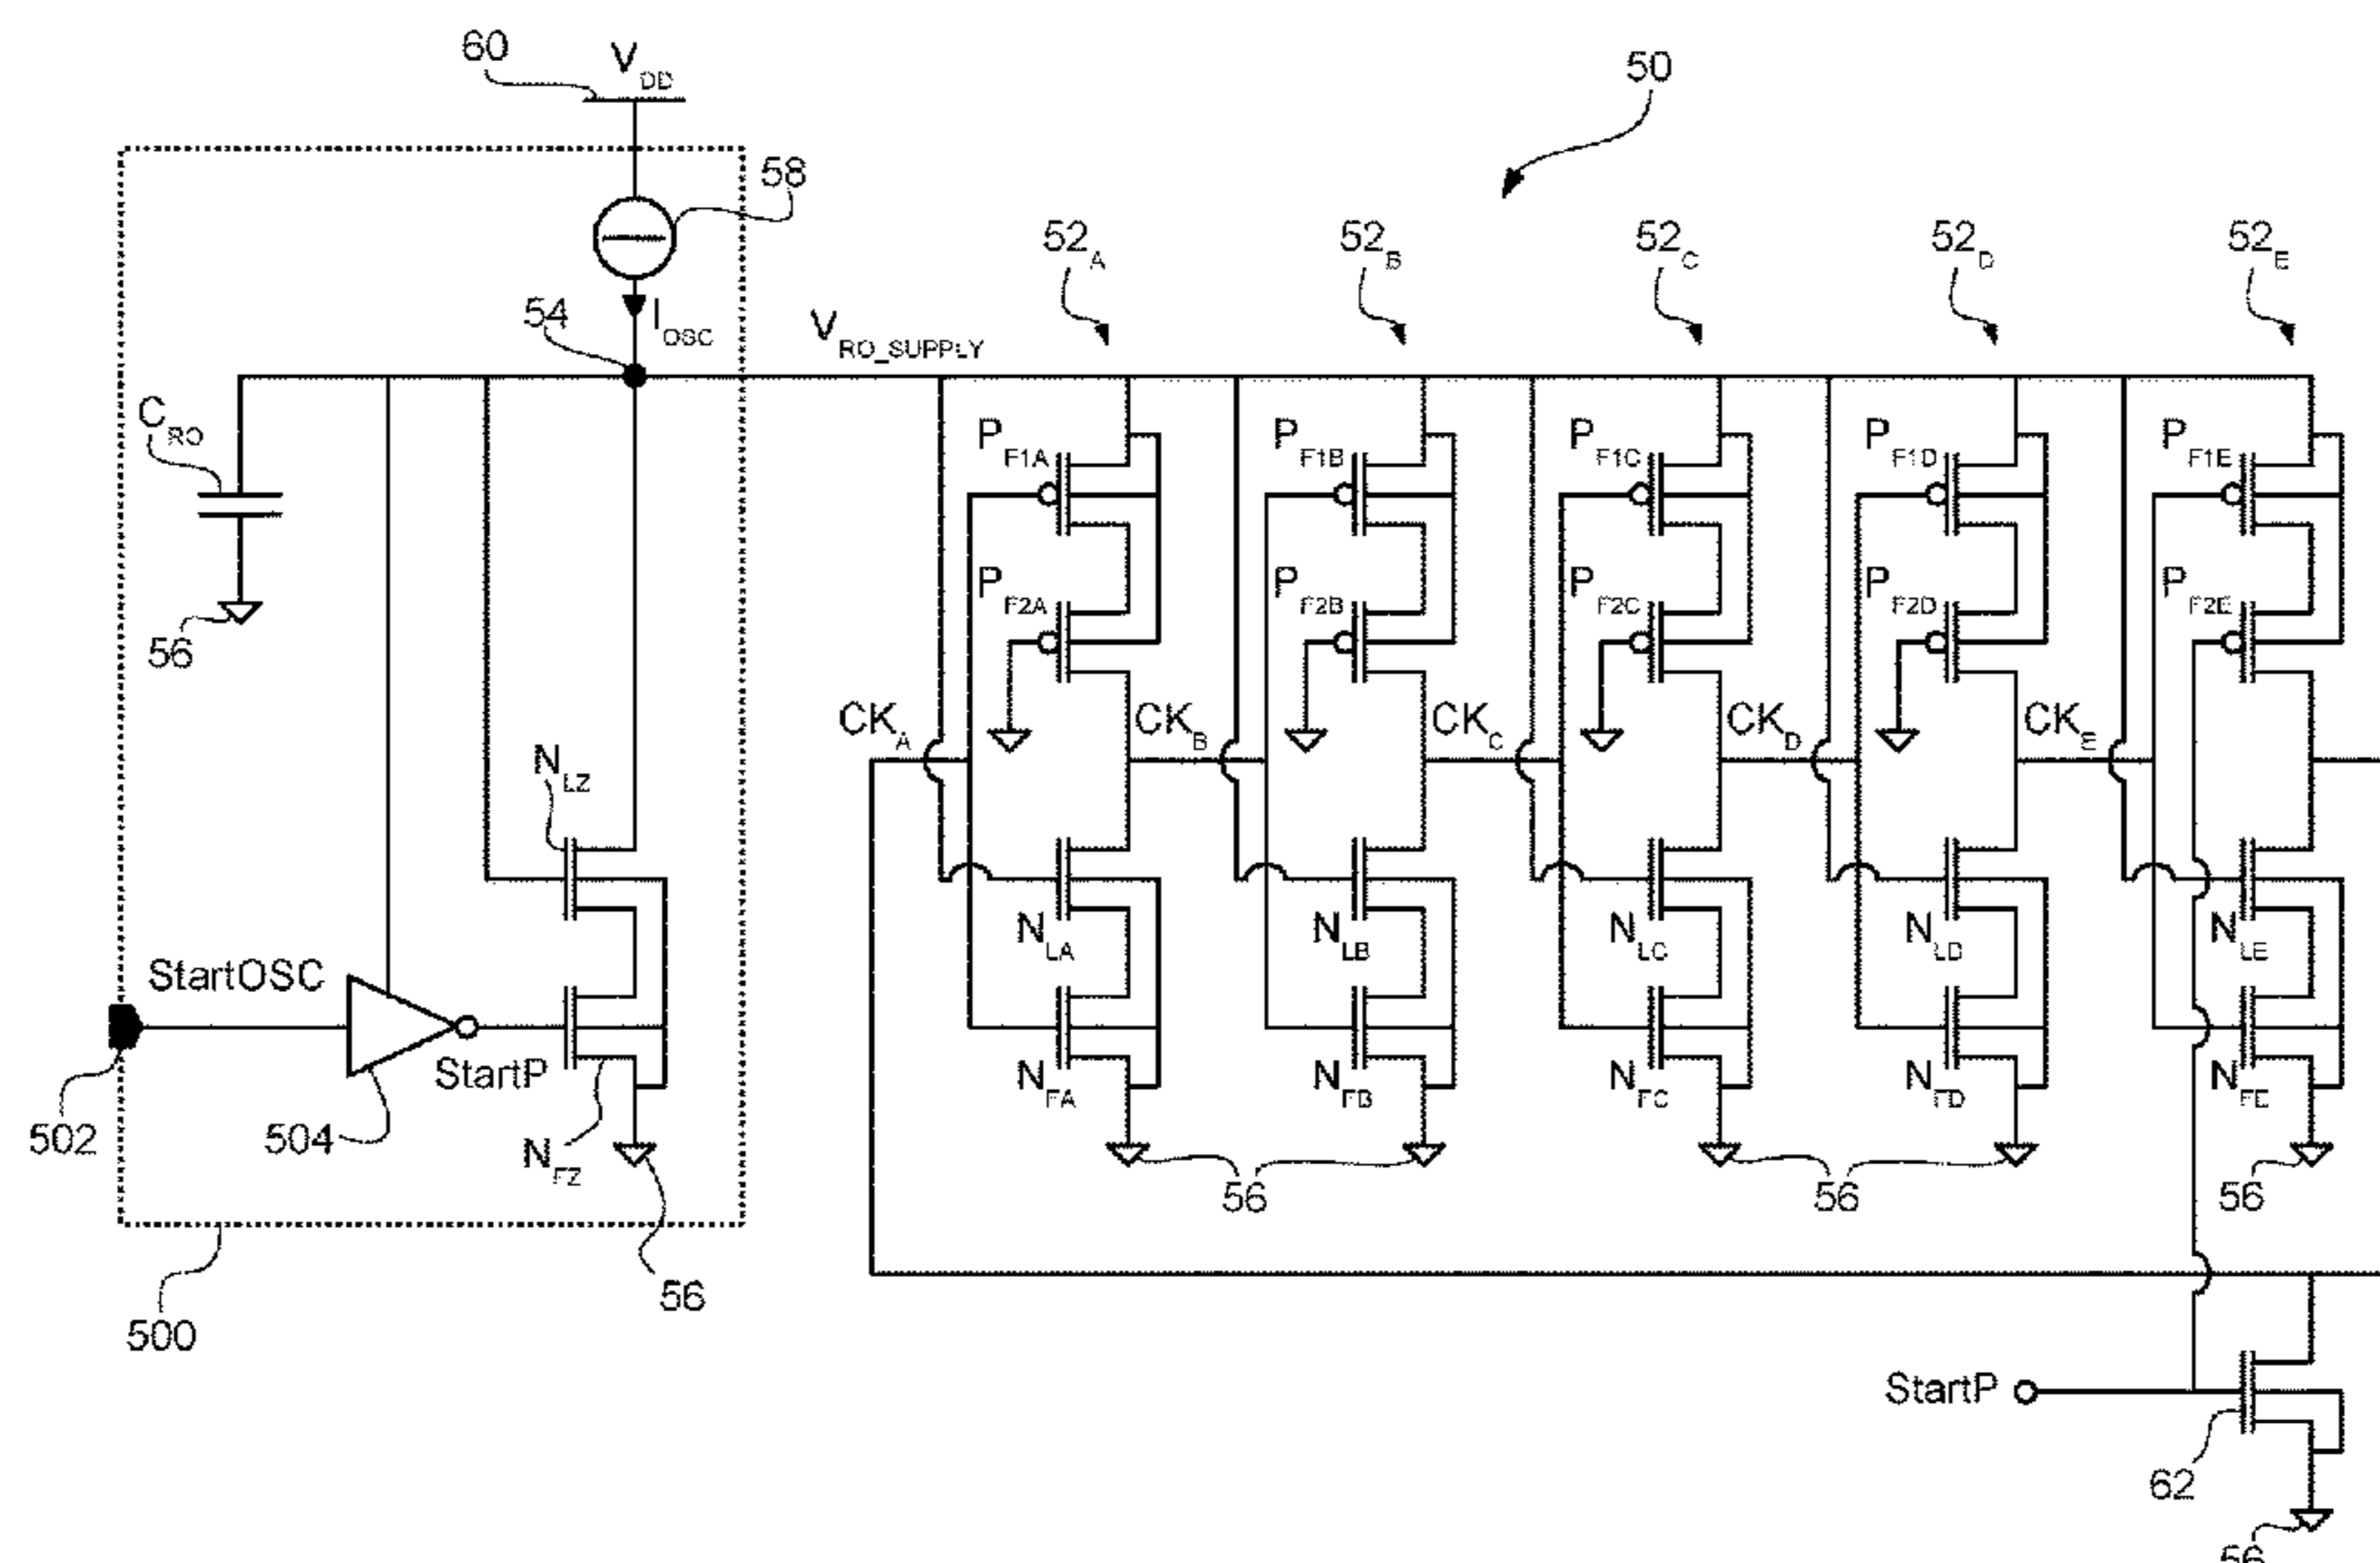 60
V_DD
50
58
52_A
52_B
52_C
52_D
52_E
54
I_OSC
V_RO_SUPPLY
C_RO
P_F1A
P_F1B
P_F1C
P_F1D
P_F1E
P_F2A
P_F2B
P_F2C
P_F2D
P_F2E
56
CK_A
CK_B
CK_C
CK_D
CK_E
N_LZ
N_LA
N_LB
N_LC
N_LD
N_LE
StartOSC
StartP
N_FA
N_FB
N_FC
N_FD
N_FE
502
504
N_FZ
56
56
56
56
500
StartP
62
56